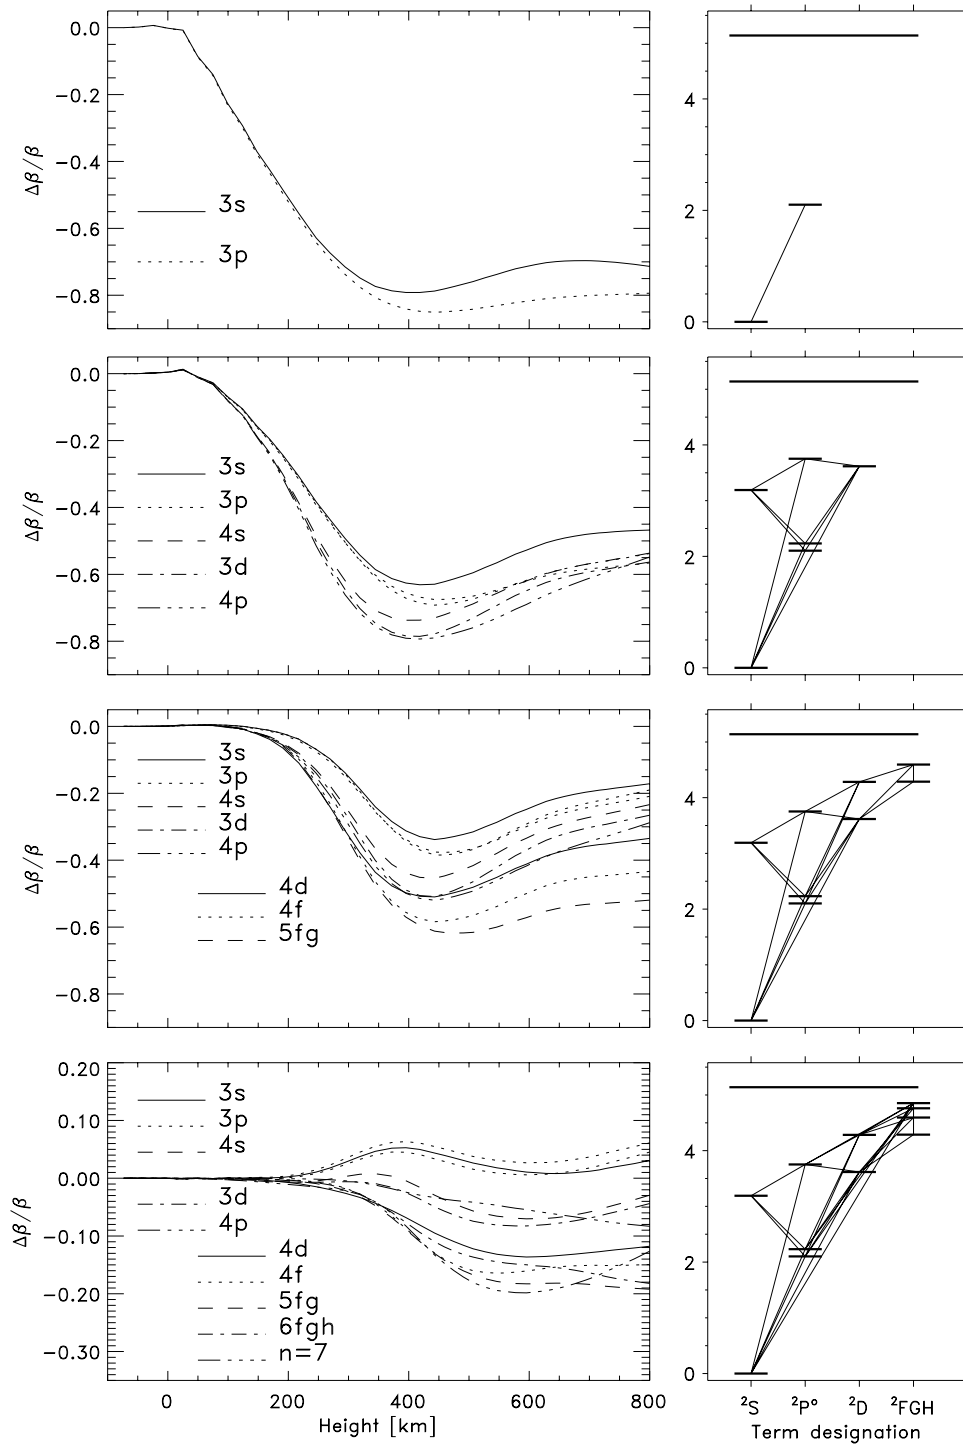 0.0
−0.2
−0.4
−0.6
−0.8
Δβ/β
3s
3p
4
2
0
0.0
−0.2
−0.4
−0.6
−0.8
Δβ/β
3s
3p
4s
3d
4p
4
2
0
0.0
−0.2
−0.4
−0.6
−0.8
Δβ/β
3s
3p
4s
3d
4p
4d
4f
5fg
4
2
0
0.20
0.10
0.00
−0.10
−0.20
−0.30
Δβ/β
3s
3p
4s
3d
4p
4d
4f
5fg
6fgh
n=7
0 200 400 600 800
Height [km]
4
2
0
²S ²P° ²D ²FGH
Term designation